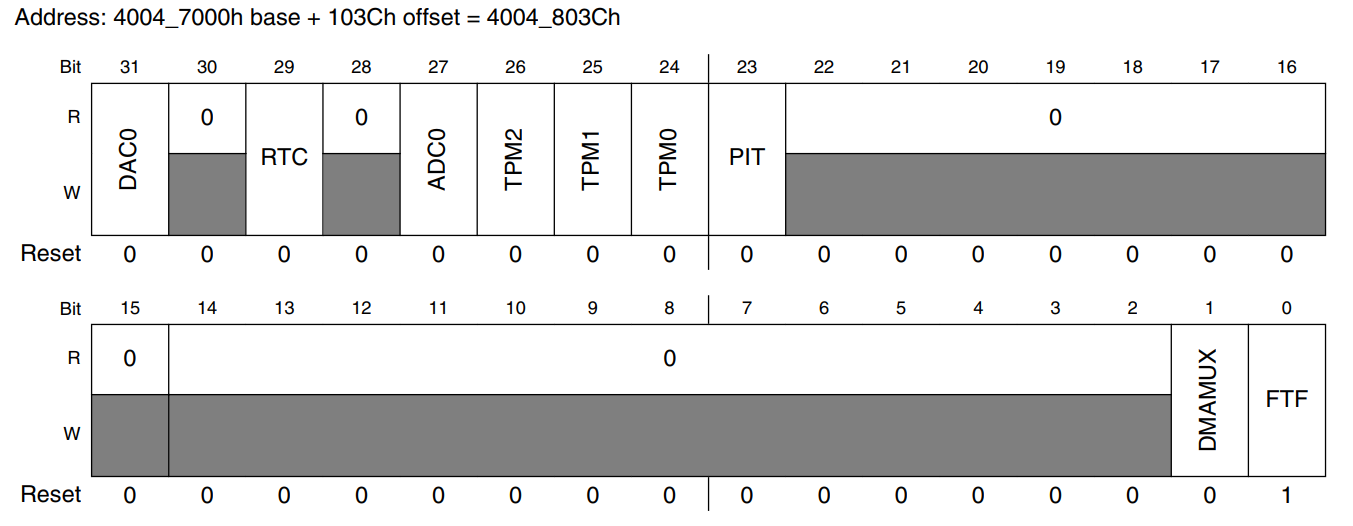 Address: 4004_7000h base + 103Ch offset = 4004_803Ch
Bit 31 30 29 28 27 26 25 24 23 22 21 20 19 18 17 16
R DAC0 0 RTC 0 ADC0 TPM2 TPM1 TPM0 PIT 0
W
Reset 0 0 0 0 0 0 0 0 0 0 0 0 0 0 0 0
Bit 15 14 13 12 11 10 9 8 7 6 5 4 3 2 1 0
R 0 0 DMAMUX FTF
W
Reset 0 0 0 0 0 0 0 0 0 0 0 0 0 0 0 1